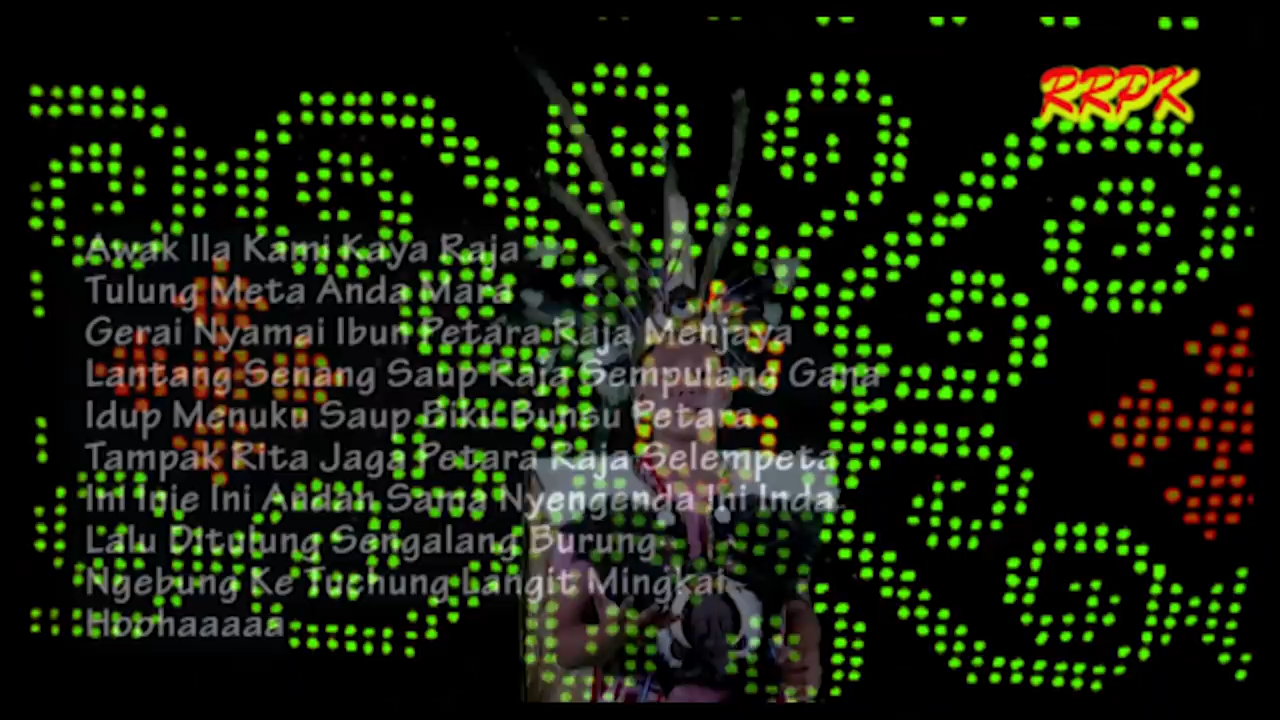 RRPK
Awak Ila Kami Kaya Raja
Tulung Meta Anda Mara
Gerai Nyamai Ibun Petara Raja Menjaya
Lantang Senang Saup Raja Sempulang Gana
Idup Menuku Saup Biku Bunsu Petara
Tampak Rita Jaga Petara Raja Selempeta
Ini Inie Ini Andan Sama Nyengenda Ini Inda
Lalu Ditulung Sengalang Burung
Ngebung Ke Tuchung Langit Mingkai
Hoohaaaaa